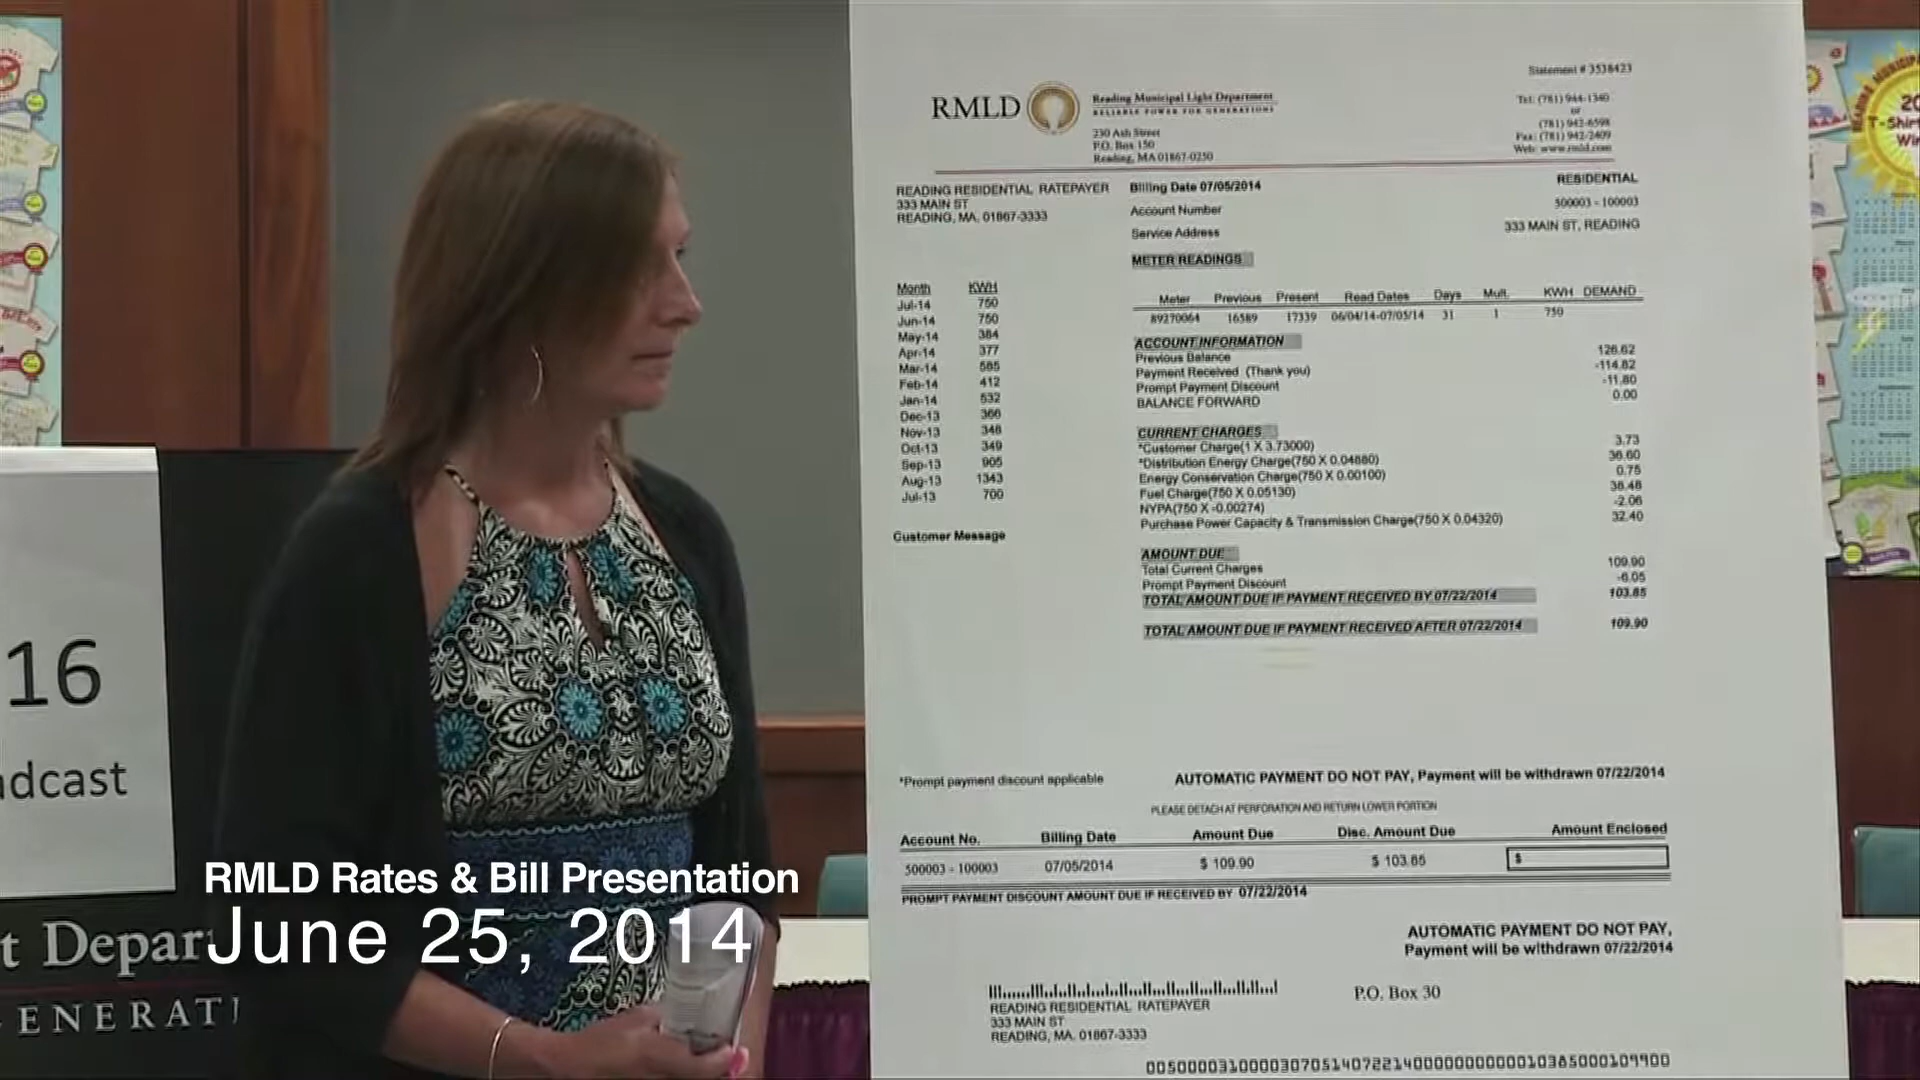 Statement # 3538423
RMLD
Reading Municipal Light Department
RELIABLE POWER FOR GENERATIONS
230 Ash Street
P.O. Box 150
Reading, MA 01867-0250
Tel: (781) 944-1340
or
(781) 942-6598
Fax: (781) 942-2409
Web: www.rmld.com
READING RESIDENTIAL RATEPAYER
333 MAIN ST
READING, MA. 01867-3333
Billing Date 07/05/2014
RESIDENTIAL
Account Number 500003 - 100003
Service Address 333 MAIN ST, READING
METER READINGS
Meter Previous Present Read Dates Days Mult. KWH DEMAND
89270064 16589 17339 06/04/14-07/05/14 31 1 750
Month KWH
Jul-14 750
Jun-14 750
May-14 384
Apr-14 377
Mar-14 585
Feb-14 412
Jan-14 532
Dec-13 366
Nov-13 348
Oct-13 349
Sep-13 905
Aug-13 1343
Jul-13 700
Customer Message
ACCOUNT INFORMATION
Previous Balance 126.62
Payment Received (Thank you) -114.82
Prompt Payment Discount -11.80
BALANCE FORWARD 0.00
CURRENT CHARGES
*Customer Charge(1 X 3.73000) 3.73
*Distribution Energy Charge(750 X 0.04880) 36.60
Energy Conservation Charge(750 X 0.00100) 0.75
Fuel Charge(750 X 0.05130) 38.48
NYPA(750 X -0.00274) -2.06
Purchase Power Capacity & Transmission Charge(750 X 0.04320) 32.40
AMOUNT DUE
Total Current Charges 109.90
Prompt Payment Discount -6.05
TOTAL AMOUNT DUE IF PAYMENT RECEIVED BY 07/22/2014 103.85
TOTAL AMOUNT DUE IF PAYMENT RECEIVED AFTER 07/22/2014 109.90
*Prompt payment discount applicable
AUTOMATIC PAYMENT DO NOT PAY, Payment will be withdrawn 07/22/2014
PLEASE DETACH AT PERFORATION AND RETURN LOWER PORTION
Account No. Billing Date Amount Due Disc. Amount Due Amount Enclosed
500003 - 100003 07/05/2014 $ 109.90 $ 103.85 $
PROMPT PAYMENT DISCOUNT AMOUNT DUE IF RECEIVED BY 07/22/2014
AUTOMATIC PAYMENT DO NOT PAY,
Payment will be withdrawn 07/22/2014
READING RESIDENTIAL RATEPAYER
333 MAIN ST
READING, MA. 01867-3333
P.O. Box 30
16
adcast
t Depar
ENERATI
RMLD Rates & Bill Presentation
June 25, 2014